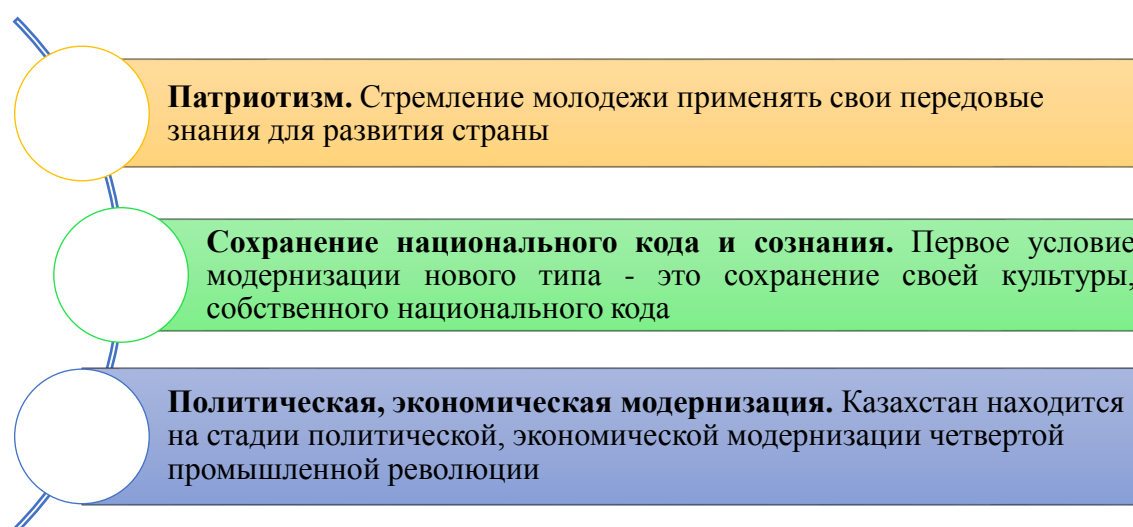 Патриотизм. Стремление молодежи применять свои передовые
знания для развития страны
Сохранение национального кода и сознания. Первое условие
модернизации нового типа - это сохранение своей культуры,
собственного национального кода
Политическая, экономическая модернизация. Казахстан находится
на стадии политической, экономической модернизации четвертой
промышленной революции